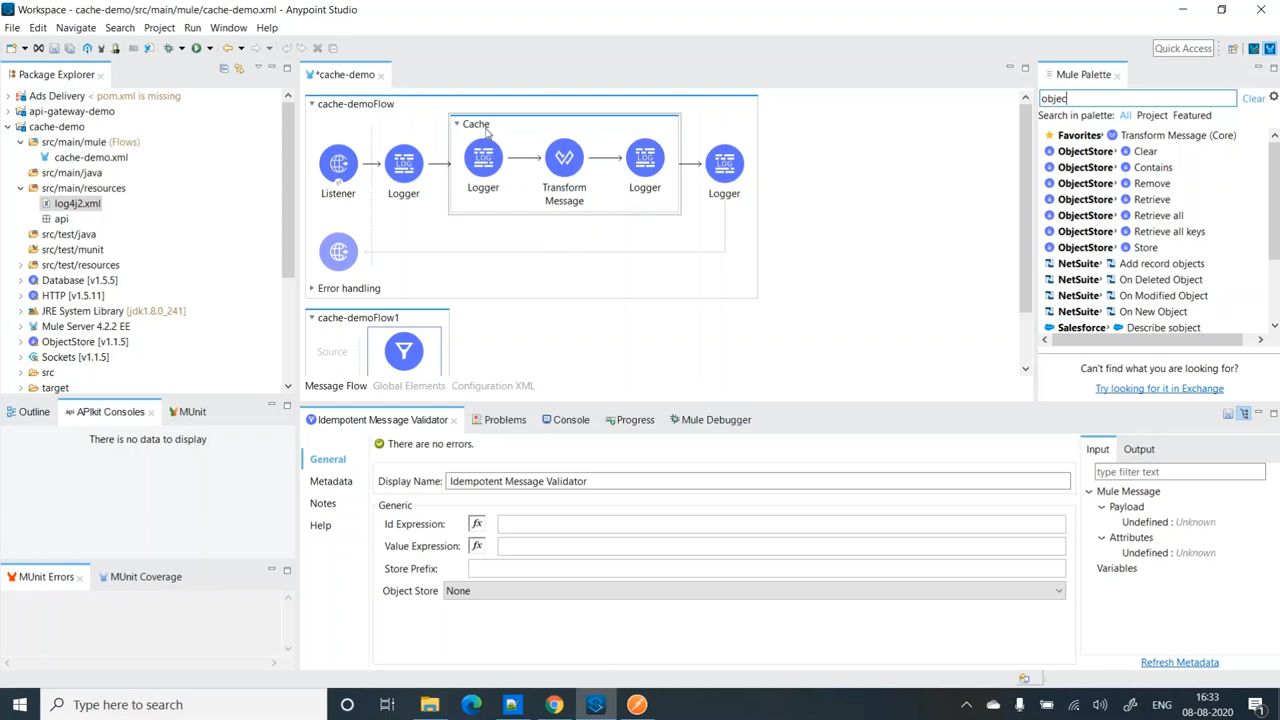 Workspace - cache-demo/src/main/mule/cache-demo.xml - Anypoint Studio
File Edit Navigate Search Project Run Window Help
Quick Access
Package Explorer
Ads Delivery < pom.xml is missing
api-gateway-demo
cache-demo
src/main/mule (Flows)
cache-demo.xml
src/main/java
src/main/resources
log4j2.xml
api
src/test/java
src/test/munit
src/test/resources
Database [v1.5.5]
HTTP [v1.5.11]
JRE System Library [jdk1.8.0_241]
Mule Server 4.2.2 EE
ObjectStore [v1.1.5]
Sockets [v1.1.5]
src
target
*cache-demo
cache-demoFlow
Cache
LOG LOG LOG LOG
Listener Logger Logger Transform Message Logger Logger
Error handling
cache-demoFlow1
Source
Message Flow Global Elements Configuration XML
Mule Palette
objec Clear
Search in palette: All Project Featured
Favorites Transform Message (Core)
ObjectStore Clear
ObjectStore Contains
ObjectStore Remove
ObjectStore Retrieve
ObjectStore Retrieve all
ObjectStore Retrieve all keys
ObjectStore Store
NetSuite Add record objects
NetSuite On Deleted Object
NetSuite On Modified Object
NetSuite On New Object
Salesforce Describe sobject
Can't find what you are looking for?
Try looking for it in Exchange
Outline APIkit Consoles MUnit
There is no data to display
MUnit Errors MUnit Coverage
Idempotent Message Validator Problems Console Progress Mule Debugger
There are no errors.
General
Metadata
Notes
Help
Display Name: Idempotent Message Validator
Generic
Id Expression: fx
Value Expression: fx
Store Prefix:
Object Store None
Input Output
type filter text
Mule Message
Payload
Undefined : Unknown
Attributes
Undefined : Unknown
Variables
Refresh Metadata
Type here to search
ENG
16:33
08-08-2020
1